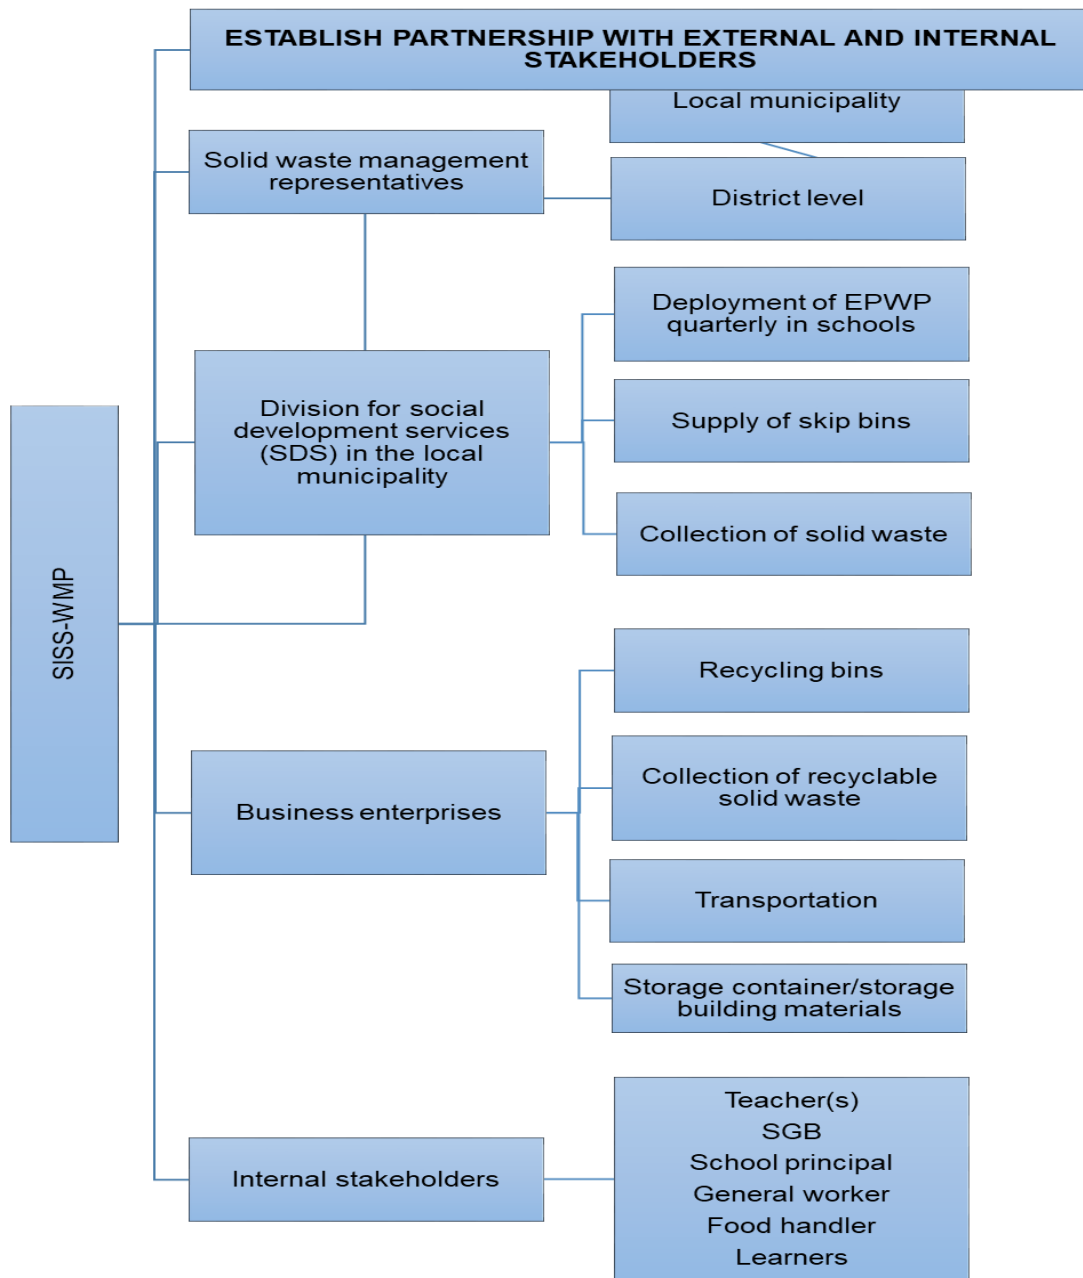 ESTABLISH PARTNERSHIP WITH EXTERNAL AND INTERNAL
STAKEHOLDERS
Local municipality
Solid waste management
representatives
District level
Deployment of EPWP
quarterly in schools
Division for social
development services
(SDS) in the local
municipality
Supply of skip bins
Collection of solid waste
SISS-WMP
Recycling bins
Business enterprises
Collection of recyclable
solid waste
Transportation
Storage container/storage
building materials
Internal stakeholders
Teacher(s)
SGB
School principal
General worker
Food handler
Learners